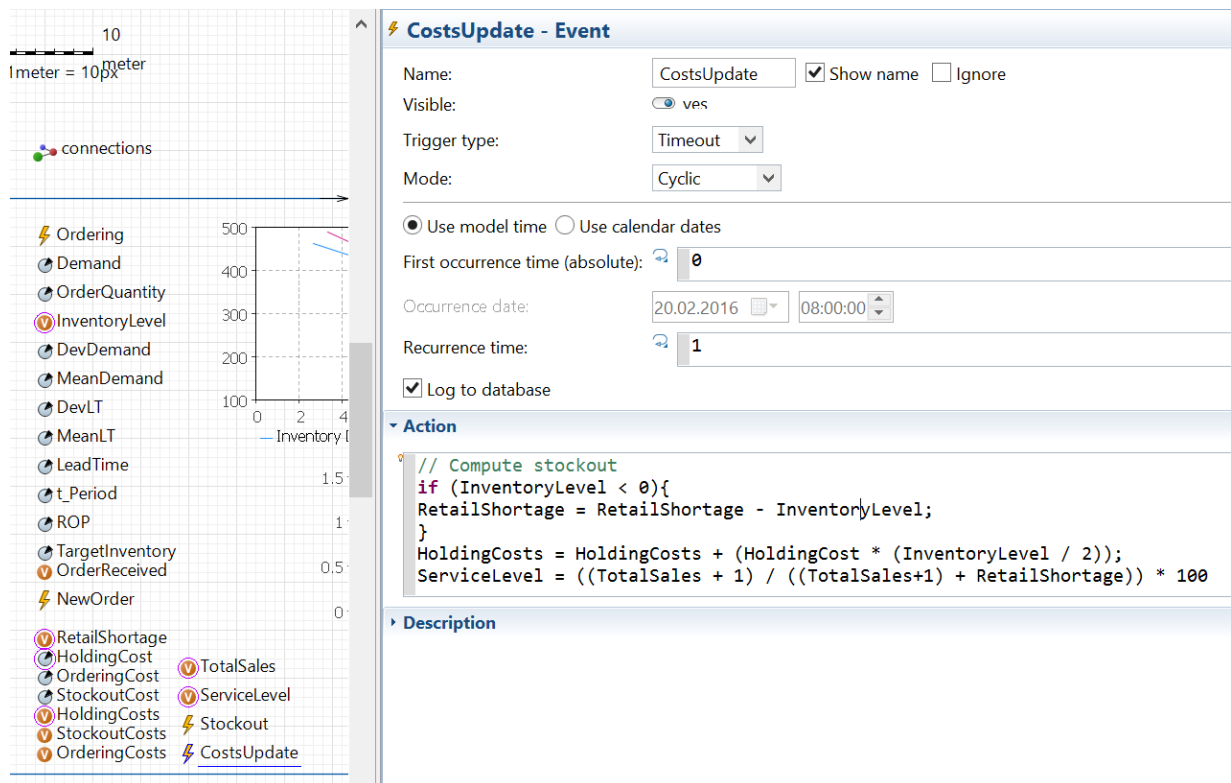 10
meter
1meter = 10px
connections
Ordering
Demand
OrderQuantity
InventoryLevel
DevDemand
MeanDemand
DevLT
MeanLT
LeadTime
t_Period
ROP
TargetInventory
OrderReceived
NewOrder
RetailShortage
HoldingCost
OrderingCost
StockoutCost
HoldingCosts
StockoutCosts
OrderingCosts
TotalSales
ServiceLevel
Stockout
CostsUpdate
500
400
300
200
100
0 2 4
Inventory
1.5
1
0.5
0
CostsUpdate - Event
Name: CostsUpdate Show name Ignore
Visible: yes
Trigger type: Timeout
Mode: Cyclic
Use model time Use calendar dates
First occurrence time (absolute): 0
Occurrence date: 20.02.2016 08:00:00
Recurrence time: 1
Log to database
Action
// Compute stockout
if (InventoryLevel < 0){
RetailShortage = RetailShortage - InventoryLevel;
}
HoldingCosts = HoldingCosts + (HoldingCost * (InventoryLevel / 2));
ServiceLevel = ((TotalSales + 1) / ((TotalSales+1) + RetailShortage)) * 100
Description